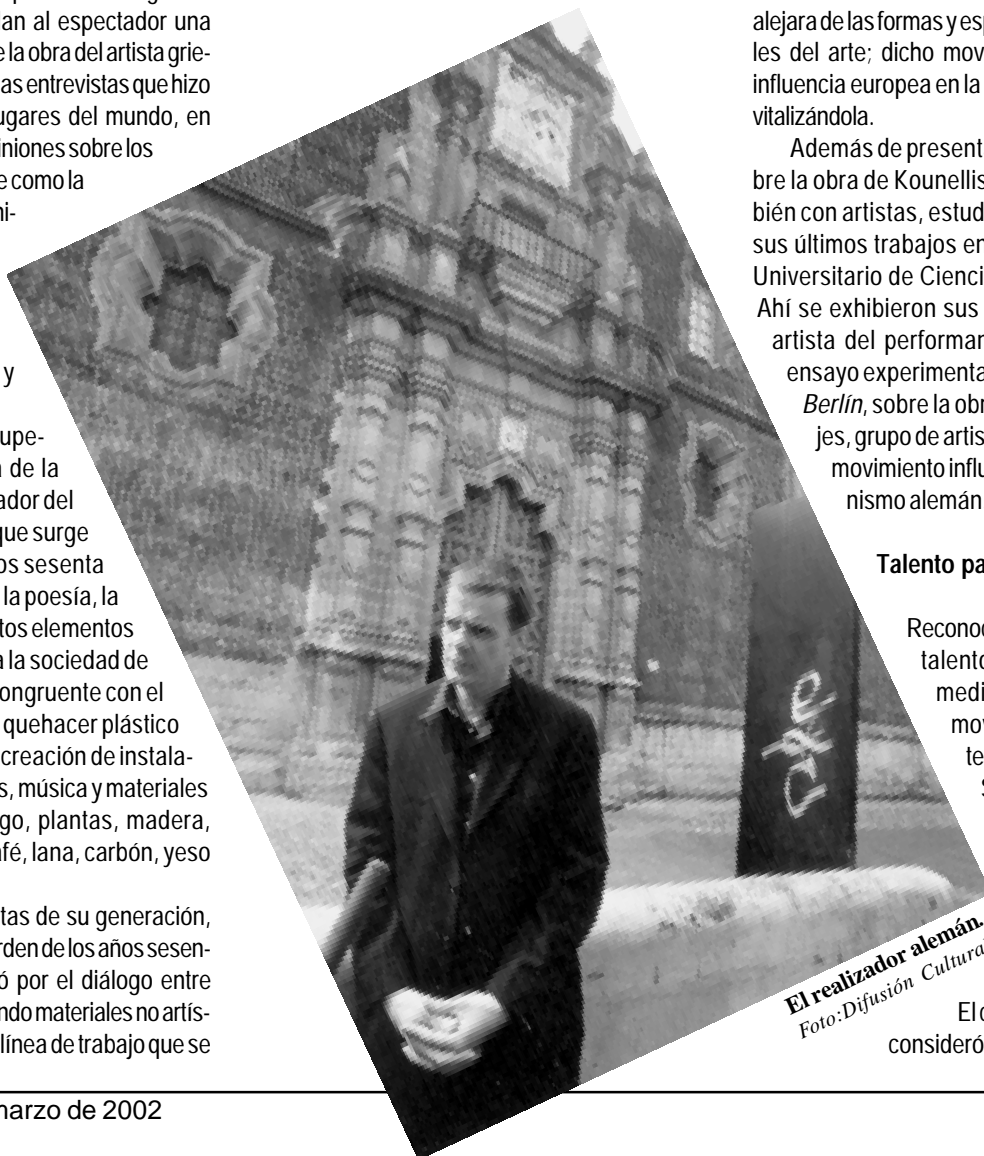 lan al espectador una
e la obra del artista grie-
as entrevistas que hizo
ugares del mundo, en
iniones sobre los
e como la
ni-
y
upe-
a de la
ador del
que surge
os sesenta
la poesía, la
tos elementos
a la sociedad de
ongruente con el
quehacer plástico
creación de instala-
s, música y materiales
go, plantas, madera,
afé, lana, carbón, yeso
tas de su generación,
rden de los años sesen-
ó por el diálogo entre
ndo materiales no artís-
línea de trabajo que se
alejara de las formas y esp
les del arte; dicho mov
influencia europea en la
vitalizándola.
Además de present
bre la obra de Kounellis
bién con artistas, estud
sus últimos trabajos en
Universitario de Cienci
Ahí se exhibieron sus
artista del performan
ensayo experimenta
Berlín, sobre la obr
jes, grupo de artis
movimiento influ
nismo alemán
Talento pa
Reconoc
talento
medi
mov
te
El d
consideró
El realizador alemán.
Foto:Difusión Cultural
marzo de 2002